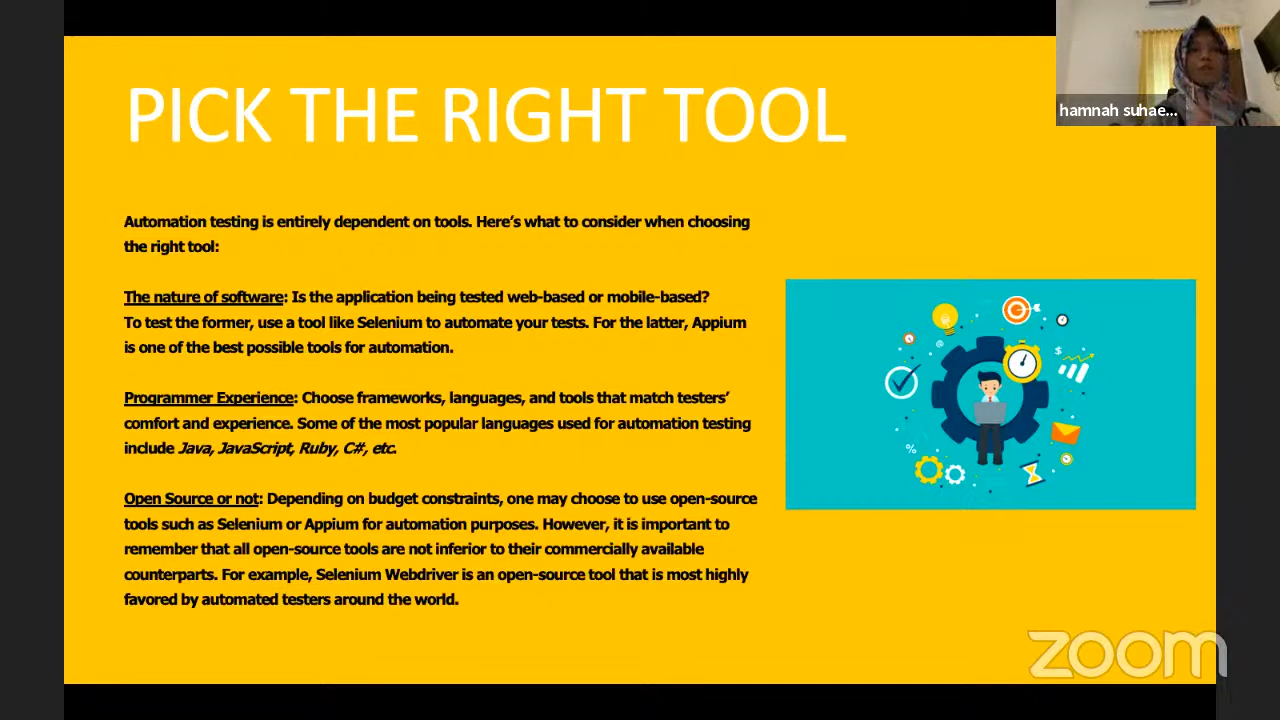 PICK THE RIGHT TOOL
hamnah suhae...
Automation testing is entirely dependent on tools. Here's what to consider when choosing
the right tool:
The nature of software: Is the application being tested web-based or mobile-based?
To test the former, use a tool like Selenium to automate your tests. For the latter, Appium
is one of the best possible tools for automation.
Programmer Experience: Choose frameworks, languages, and tools that match testers'
comfort and experience. Some of the most popular languages used for automation testing
include Java, JavaScript, Ruby, C#, etc.
Open Source or not: Depending on budget constraints, one may choose to use open-source
tools such as Selenium or Appium for automation purposes. However, it is important to
remember that all open-source tools are not inferior to their commercially available
counterparts. For example, Selenium Webdriver is an open-source tool that is most highly
favored by automated testers around the world.
@
$
%
zoom